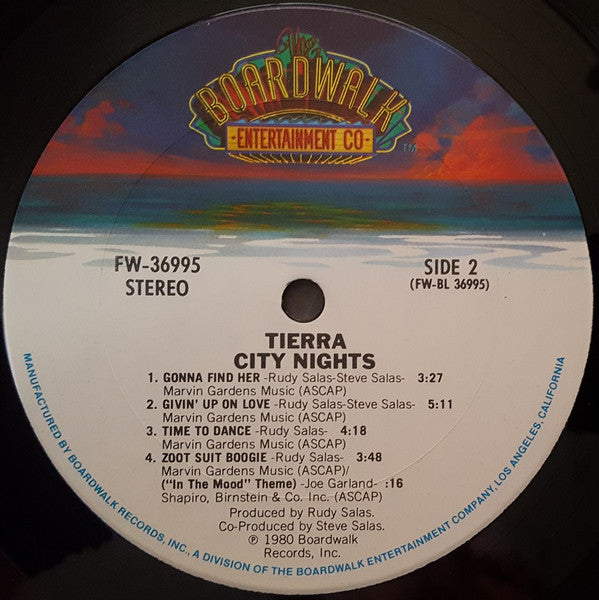 The
BOARDWALK
ENTERTAINMENT CO
TM
FW-36995
STEREO
SIDE 2
(FW-BL 36995)
TIERRA
CITY NIGHTS
1. GONNA FIND HER -Rudy Salas-Steve Salas- 3:27
Marvin Gardens Music (ASCAP)
2. GIVIN' UP ON LOVE -Rudy Salas-Steve Salas- 5:11
Marvin Gardens Music (ASCAP)
3. TIME TO DANCE -Rudy Salas- 4:18
Marvin Gardens Music (ASCAP)
4. ZOOT SUIT BOOGIE -Rudy Salas- 3:48
Marvin Gardens Music (ASCAP)/
("In The Mood" Theme) -Joe Garland- :16
Shapiro, Birnstein & Co. Inc. (ASCAP)
Produced by Rudy Salas.
Co-Produced by Steve Salas.
℗ 1980 Boardwalk
Records, Inc.
MANUFACTURED BY BOARDWALK RECORDS, INC., A DIVISION OF THE BOARDWALK ENTERTAINMENT COMPANY, LOS ANGELES, CALIFORNIA